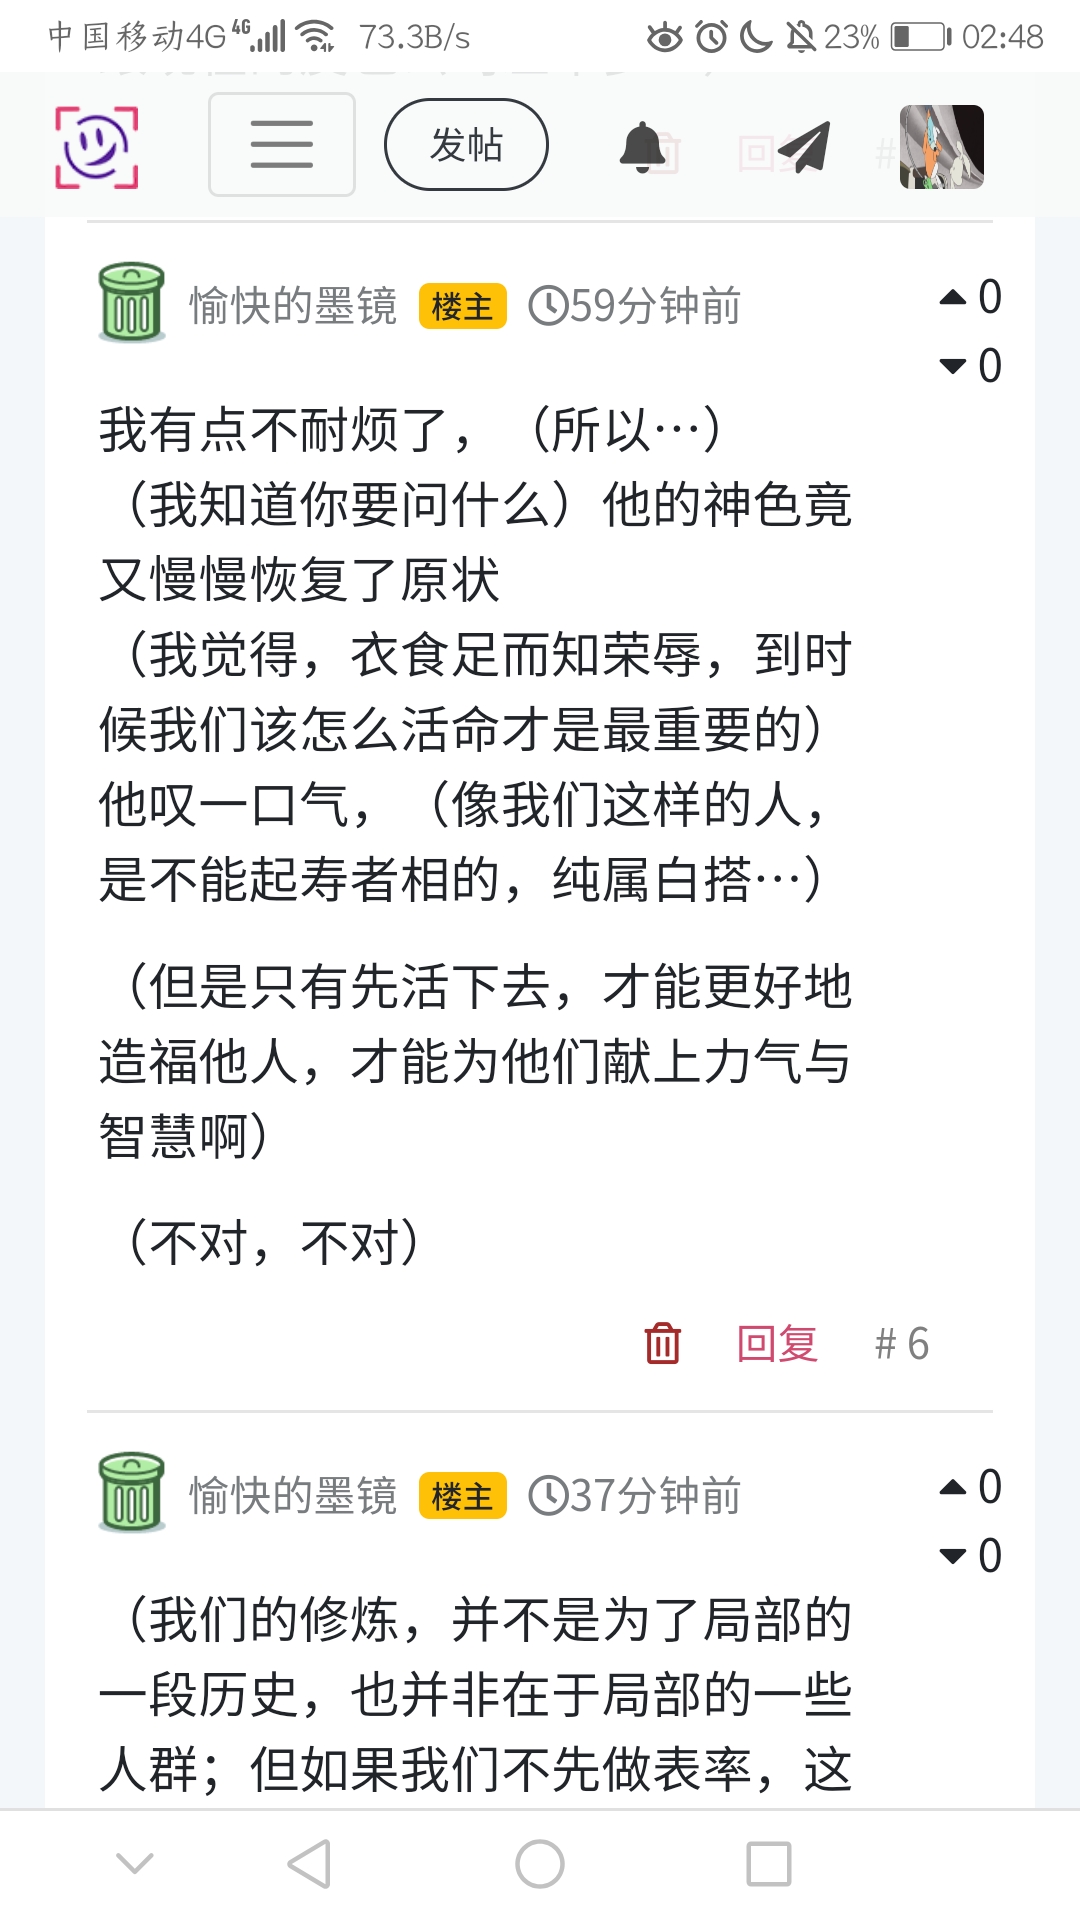 中国移动4G 4G 73.3B/s 23% 02:48
发帖 回复 #
愉快的墨镜 楼主 59分钟前 0
0
我有点不耐烦了，（所以…）
（我知道你要问什么）他的神色竟
又慢慢恢复了原状
（我觉得，衣食足而知荣辱，到时
候我们该怎么活命才是最重要的）
他叹一口气，（像我们这样的人，
是不能起寿者相的，纯属白搭…）
（但是只有先活下去，才能更好地
造福他人，才能为他们献上力气与
智慧啊）
（不对，不对）
回复 # 6
愉快的墨镜 楼主 37分钟前 0
0
（我们的修炼，并不是为了局部的
一段历史，也并非在于局部的一些
人群；但如果我们不先做表率，这